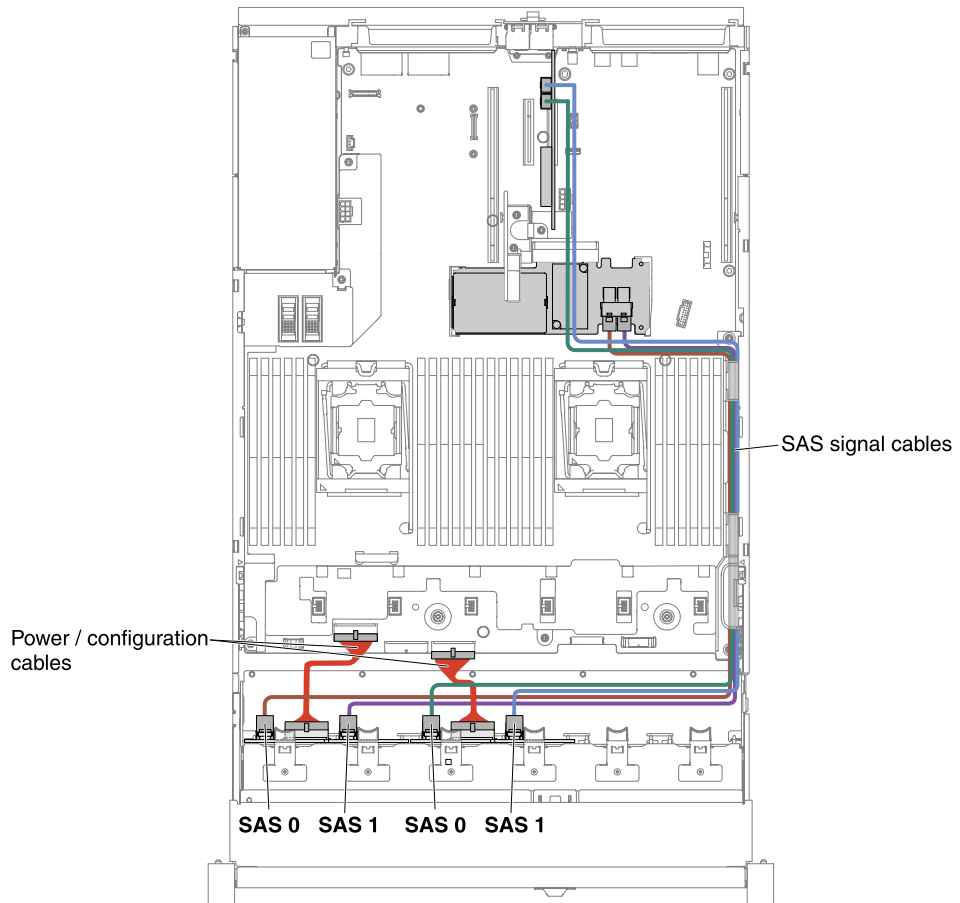 SAS signal cables
Power / configuration
cables
SAS 0 SAS 1 SAS 0 SAS 1